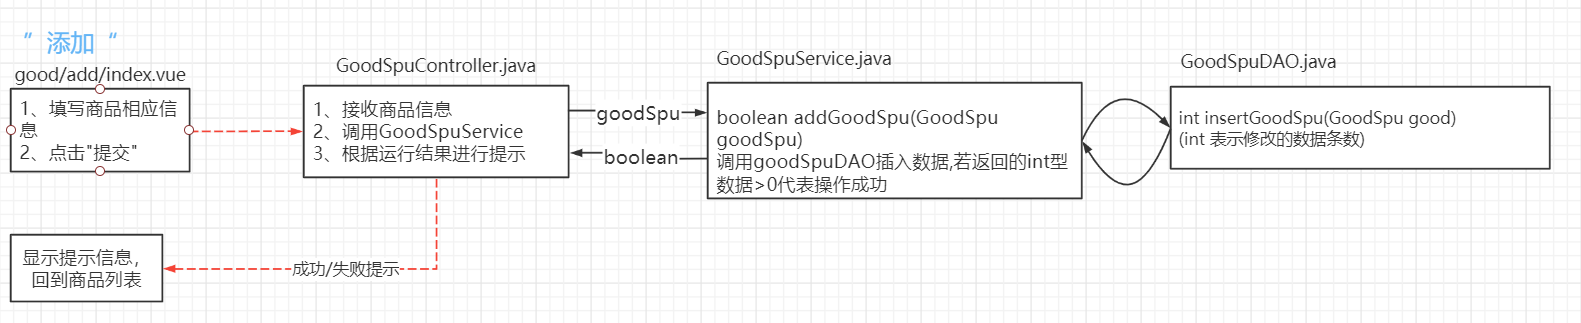 ”添加“
good/add/index.vue
1、填写商品相应信
息
2、点击"提交"
GoodSpuController.java
1、接收商品信息
2、调用GoodSpuService
3、根据运行结果进行提示
goodSpu
boolean
GoodSpuService.java
boolean addGoodSpu(GoodSpu
goodSpu)
调用goodSpuDAO插入数据,若返回的int型
数据>0代表操作成功
GoodSpuDAO.java
int insertGoodSpu(GoodSpu good)
(int 表示修改的数据条数)
显示提示信息，
回到商品列表
成功/失败提示